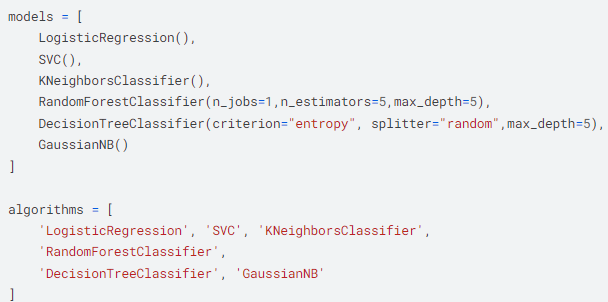 models = [
    LogisticRegression(),
    SVC(),
    KNeighborsClassifier(),
    RandomForestClassifier(n_jobs=1,n_estimators=5,max_depth=5),
    DecisionTreeClassifier(criterion="entropy", splitter="random",max_depth=5),
    GaussianNB()
]
algorithms = [
    'LogisticRegression', 'SVC', 'KNeighborsClassifier',
    'RandomForestClassifier',
    'DecisionTreeClassifier', 'GaussianNB'
]